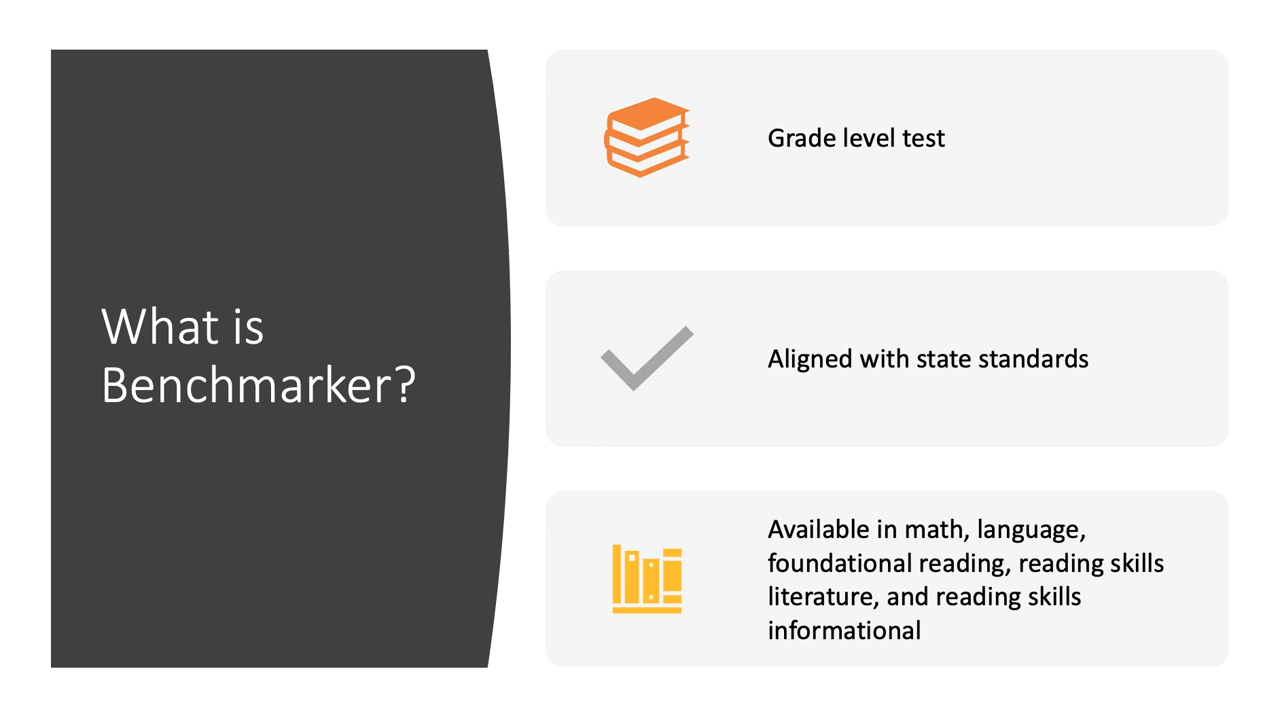 What is
Benchmarker?
Grade level test
Aligned with state standards
Available in math, language,
foundational reading, reading skills
literature, and reading skills
informational